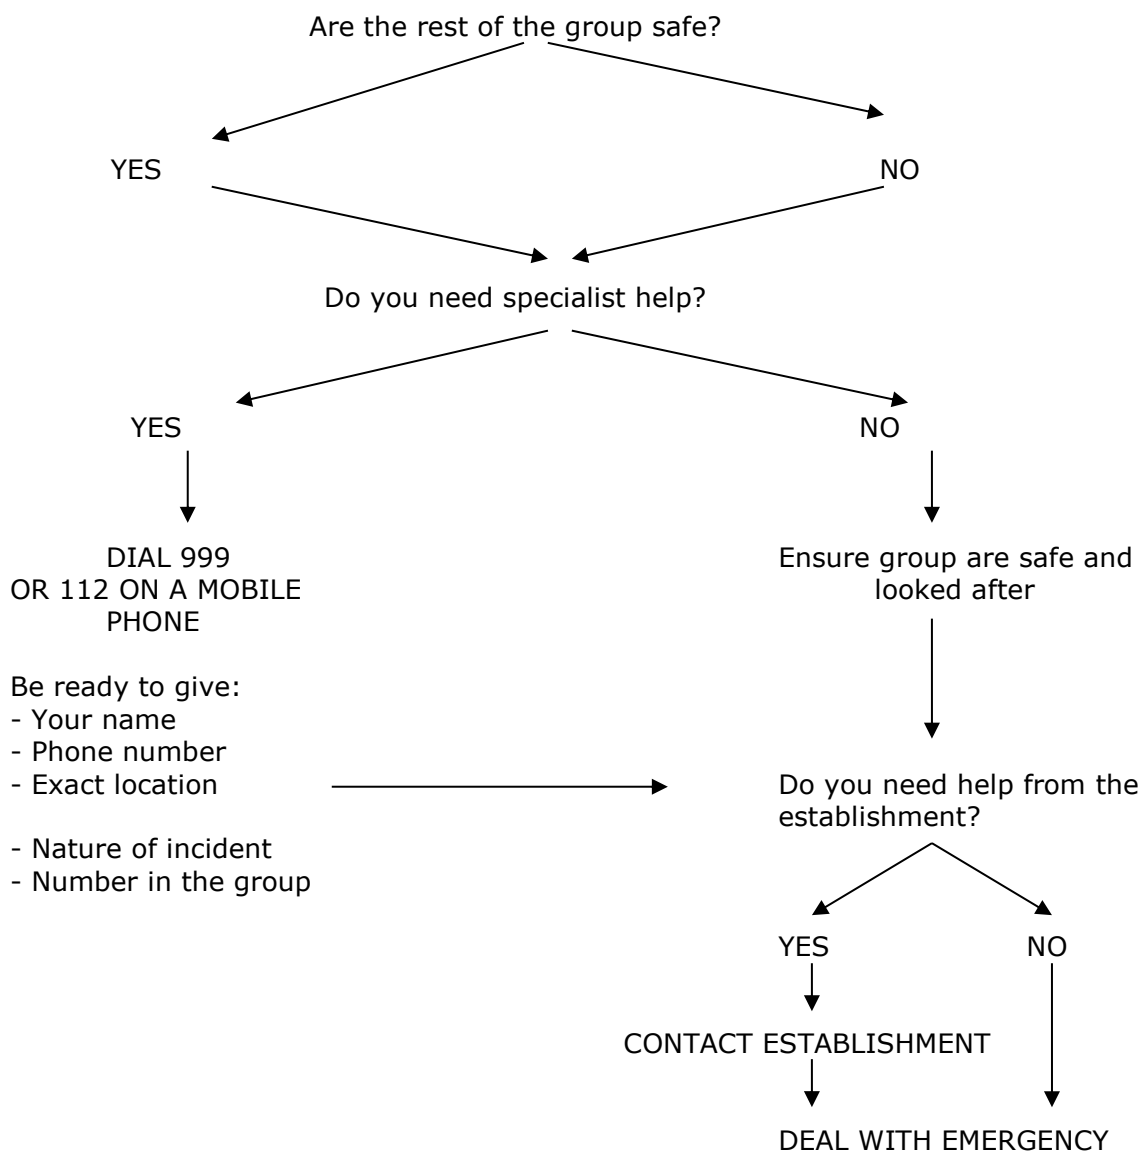 Are the rest of the group safe?
YES
NO
Do you need specialist help?
YES
NO
DIAL 999
OR 112 ON A MOBILE
PHONE
Ensure group are safe and
looked after
Be ready to give:
- Your name
- Phone number
- Exact location
- Nature of incident
- Number in the group
Do you need help from the
establishment?
YES
NO
CONTACT ESTABLISHMENT
DEAL WITH EMERGENCY